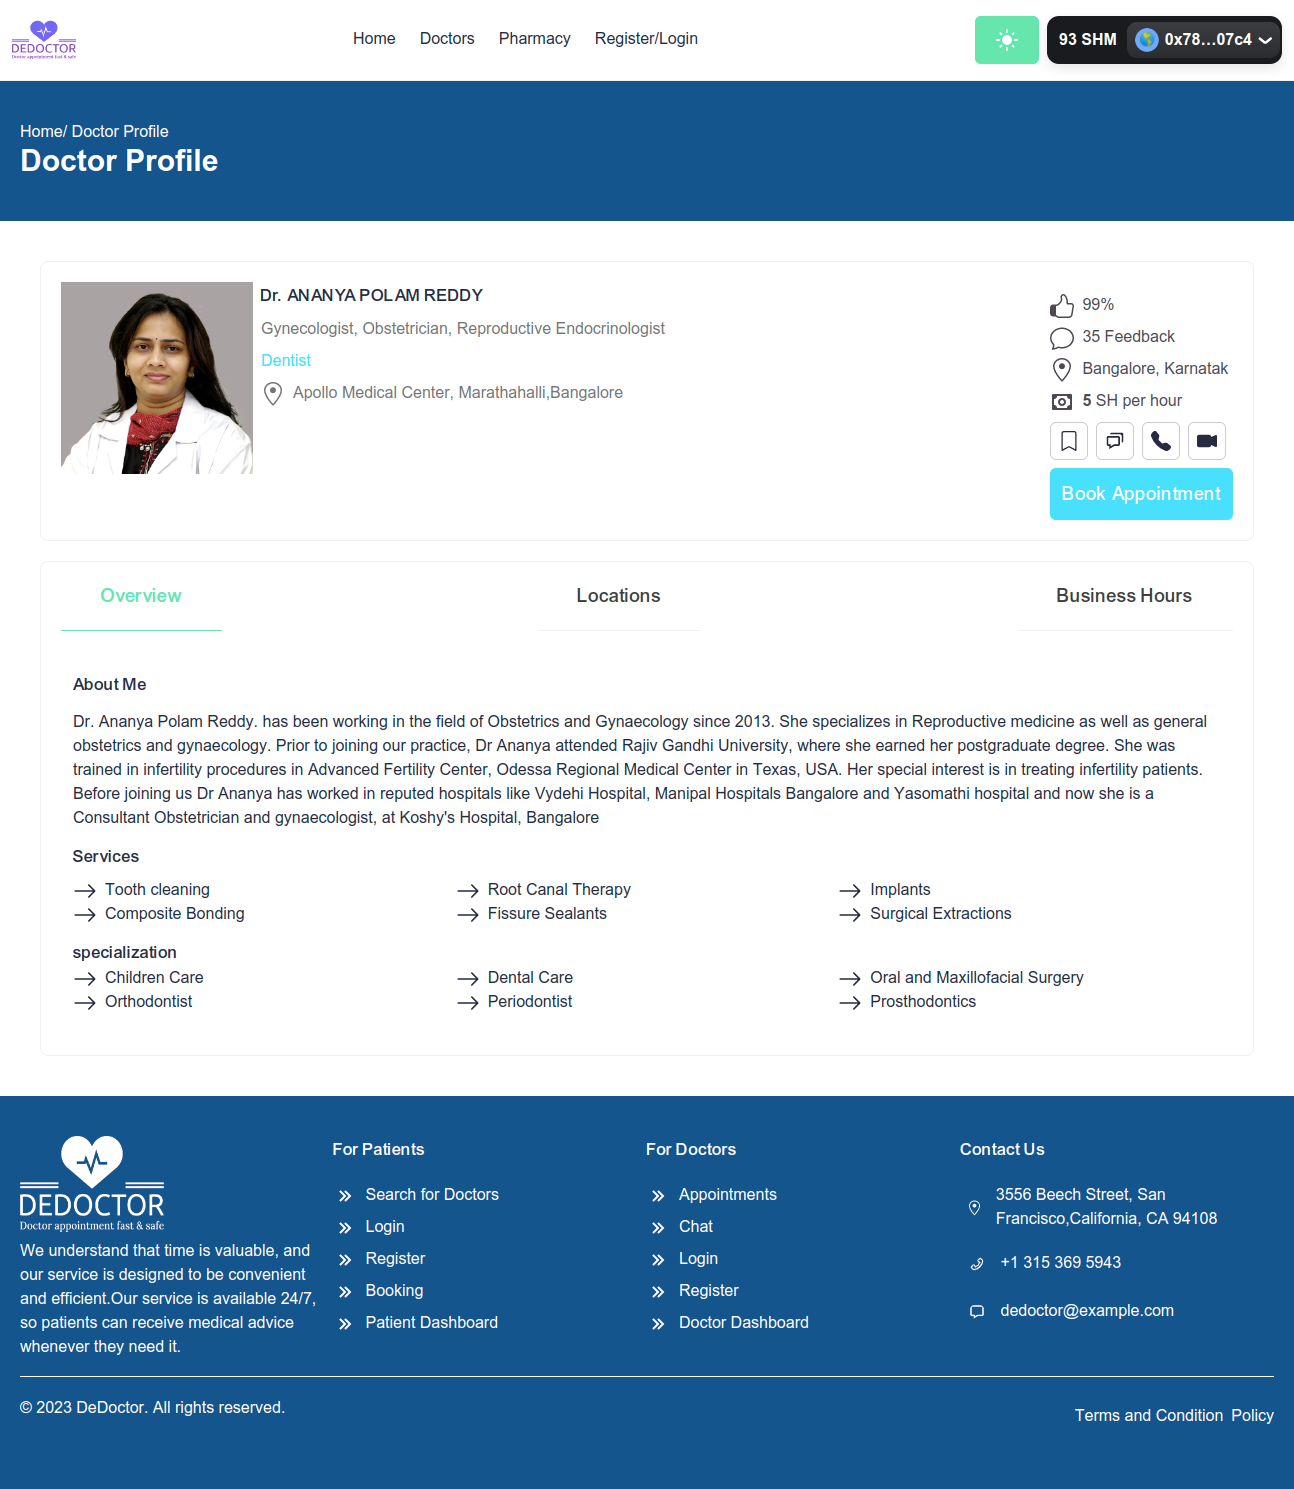 DEDOCTOR
Doctor appointment fast & safe
Home Doctors Pharmacy Register/Login
93 SHM 0x78...07c4
Home/ Doctor Profile
Doctor Profile
Dr. ANANYA POLAM REDDY
Gynecologist, Obstetrician, Reproductive Endocrinologist
Dentist
Apollo Medical Center, Marathahalli,Bangalore
99%
35 Feedback
Bangalore, Karnatak
5 SH per hour
Book Appointment
Overview Locations Business Hours
About Me
Dr. Ananya Polam Reddy. has been working in the field of Obstetrics and Gynaecology since 2013. She specializes in Reproductive medicine as well as general
obstetrics and gynaecology. Prior to joining our practice, Dr Ananya attended Rajiv Gandhi University, where she earned her postgraduate degree. She was
trained in infertility procedures in Advanced Fertility Center, Odessa Regional Medical Center in Texas, USA. Her special interest is in treating infertility patients.
Before joining us Dr Ananya has worked in reputed hospitals like Vydehi Hospital, Manipal Hospitals Bangalore and Yasomathi hospital and now she is a
Consultant Obstetrician and gynaecologist, at Koshy's Hospital, Bangalore
Services
Tooth cleaning Root Canal Therapy Implants
Composite Bonding Fissure Sealants Surgical Extractions
specialization
Children Care Dental Care Oral and Maxillofacial Surgery
Orthodontist Periodontist Prosthodontics
DEDOCTOR
Doctor appointment fast & safe
We understand that time is valuable, and
our service is designed to be convenient
and efficient.Our service is available 24/7,
so patients can receive medical advice
whenever they need it.
For Patients
Search for Doctors
Login
Register
Booking
Patient Dashboard
For Doctors
Appointments
Chat
Login
Register
Doctor Dashboard
Contact Us
3556 Beech Street, San
Francisco,California, CA 94108
+1 315 369 5943
dedoctor@example.com
© 2023 DeDoctor. All rights reserved.
Terms and Condition Policy